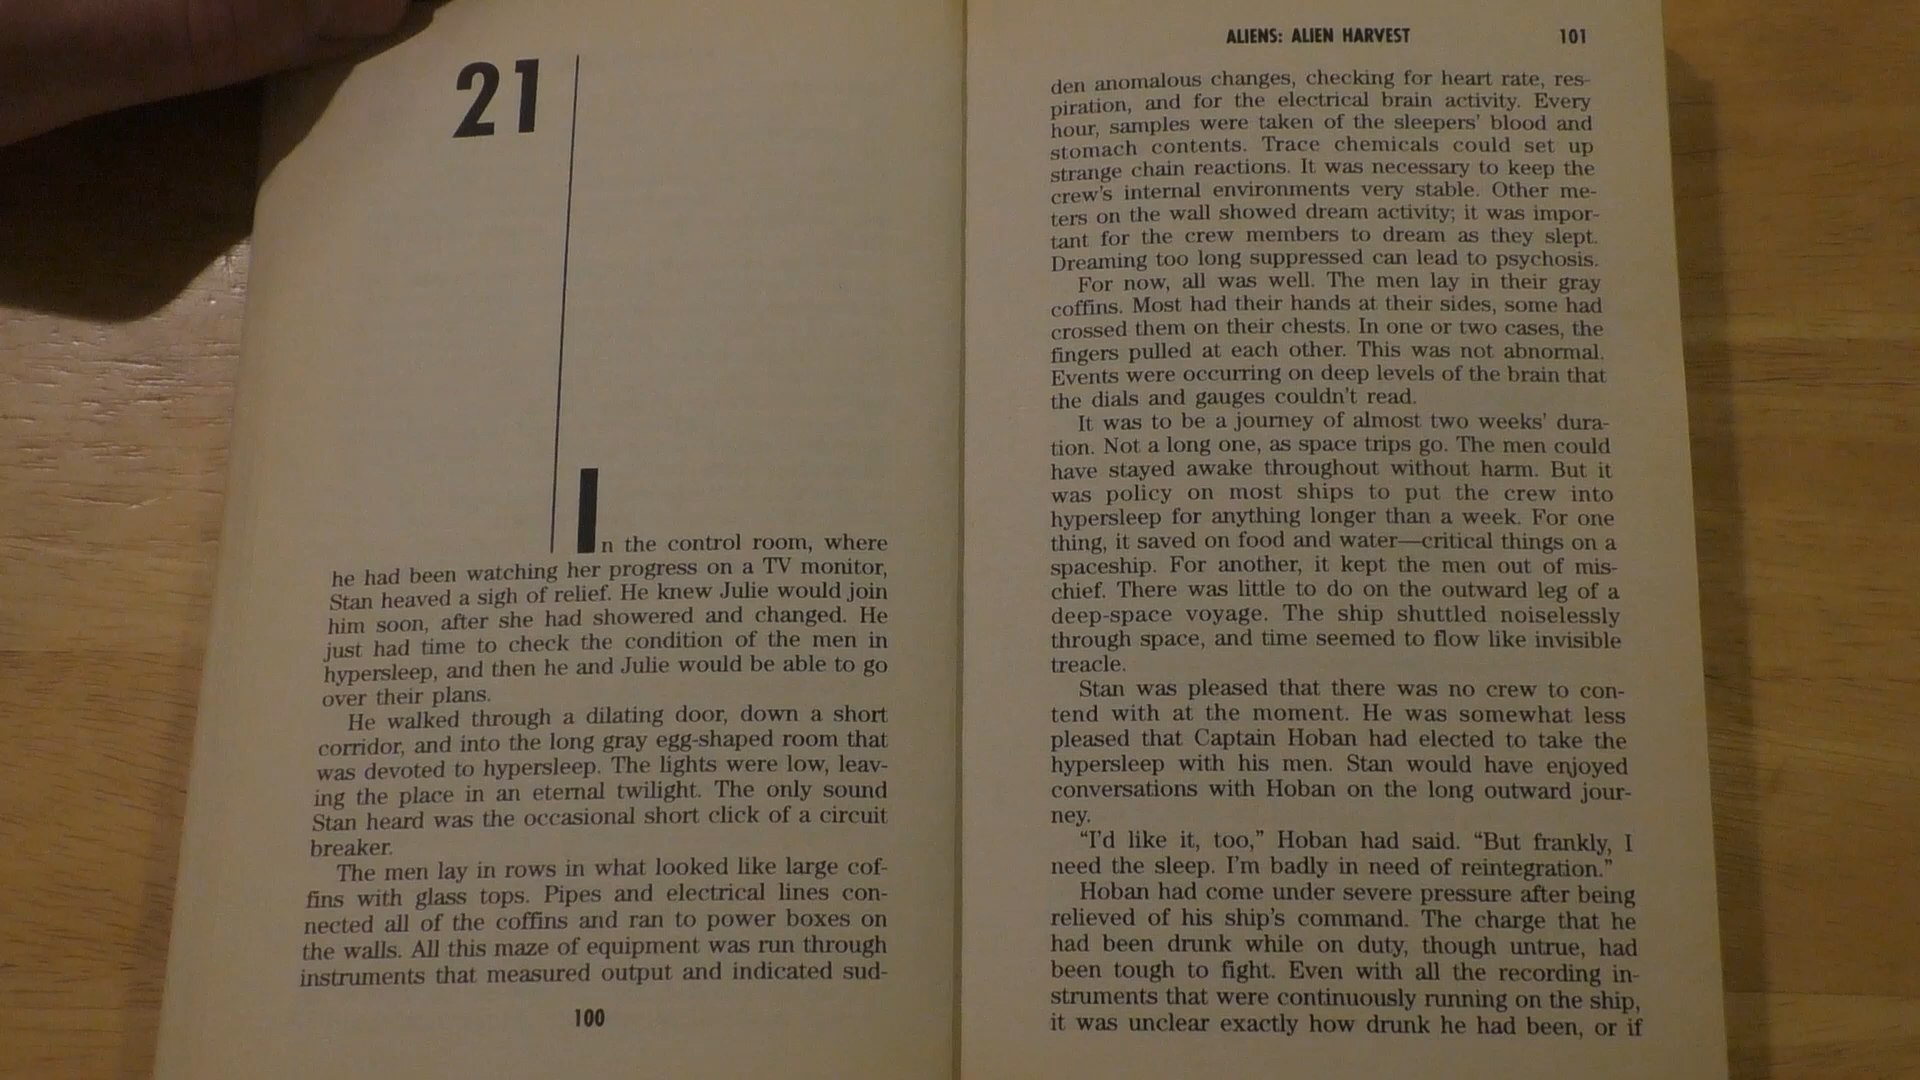 21
In the control room, where
he had been watching her progress on a TV monitor,
Stan heaved a sigh of relief. He knew Julie would join
him soon, after she had showered and changed. He
just had time to check the condition of the men in
hypersleep, and then he and Julie would be able to go
over their plans.
He walked through a dilating door, down a short
corridor, and into the long gray egg-shaped room that
was devoted to hypersleep. The lights were low, leav-
ing the place in an eternal twilight. The only sound
Stan heard was the occasional short click of a circuit
breaker.
The men lay in rows in what looked like large cof-
fins with glass tops. Pipes and electrical lines con-
nected all of the coffins and ran to power boxes on
the walls. All this maze of equipment was run through
instruments that measured output and indicated sud-
100
ALIENS: ALIEN HARVEST 101
den anomalous changes, checking for heart rate, res-
piration, and for the electrical brain activity. Every
hour, samples were taken of the sleepers' blood and
stomach contents. Trace chemicals could set up
strange chain reactions. It was necessary to keep the
crew's internal environments very stable. Other me-
ters on the wall showed dream activity; it was impor-
tant for the crew members to dream as they slept.
Dreaming too long suppressed can lead to psychosis.
For now, all was well. The men lay in their gray
coffins. Most had their hands at their sides, some had
crossed them on their chests. In one or two cases, the
fingers pulled at each other. This was not abnormal.
Events were occurring on deep levels of the brain that
the dials and gauges couldn't read.
It was to be a journey of almost two weeks' dura-
tion. Not a long one, as space trips go. The men could
have stayed awake throughout without harm. But it
was policy on most ships to put the crew into
hypersleep for anything longer than a week. For one
thing, it saved on food and water—critical things on a
spaceship. For another, it kept the men out of mis-
chief. There was little to do on the outward leg of a
deep-space voyage. The ship shuttled noiselessly
through space, and time seemed to flow like invisible
treacle.
Stan was pleased that there was no crew to con-
tend with at the moment. He was somewhat less
pleased that Captain Hoban had elected to take the
hypersleep with his men. Stan would have enjoyed
conversations with Hoban on the long outward jour-
ney.
“I'd like it, too,” Hoban had said. “But frankly, I
need the sleep. I'm badly in need of reintegration.”
Hoban had come under severe pressure after being
relieved of his ship's command. The charge that he
had been drunk while on duty, though untrue, had
been tough to fight. Even with all the recording in-
struments that were continuously running on the ship,
it was unclear exactly how drunk he had been, or if